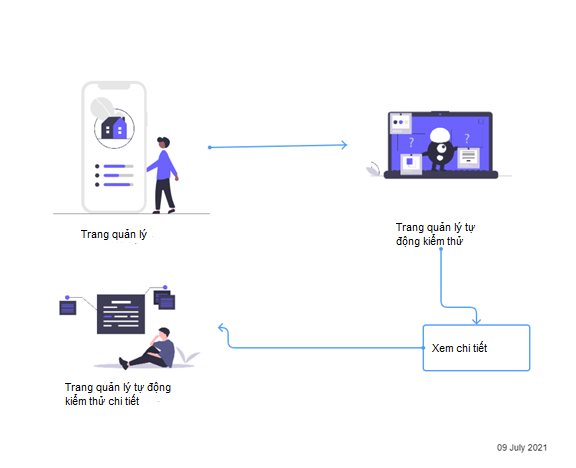 Trang quản lý
Trang quản lý tự
động kiểm thử
Xem chi tiết
Trang quản lý tự động
kiểm thử chi tiết
09 July 2021